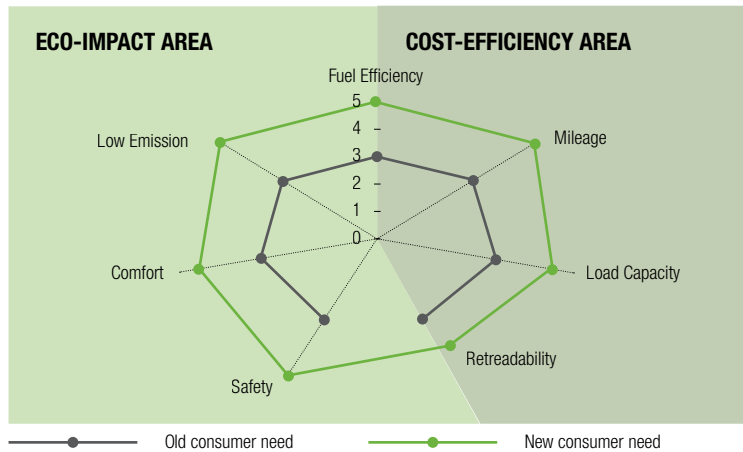 ECO-IMPACT AREA
COST-EFFICIENCY AREA
Fuel Efficiency
5
4
3
2
1
0
Low Emission
Mileage
Comfort
Load Capacity
Safety
Retreadability
Old consumer need
New consumer need